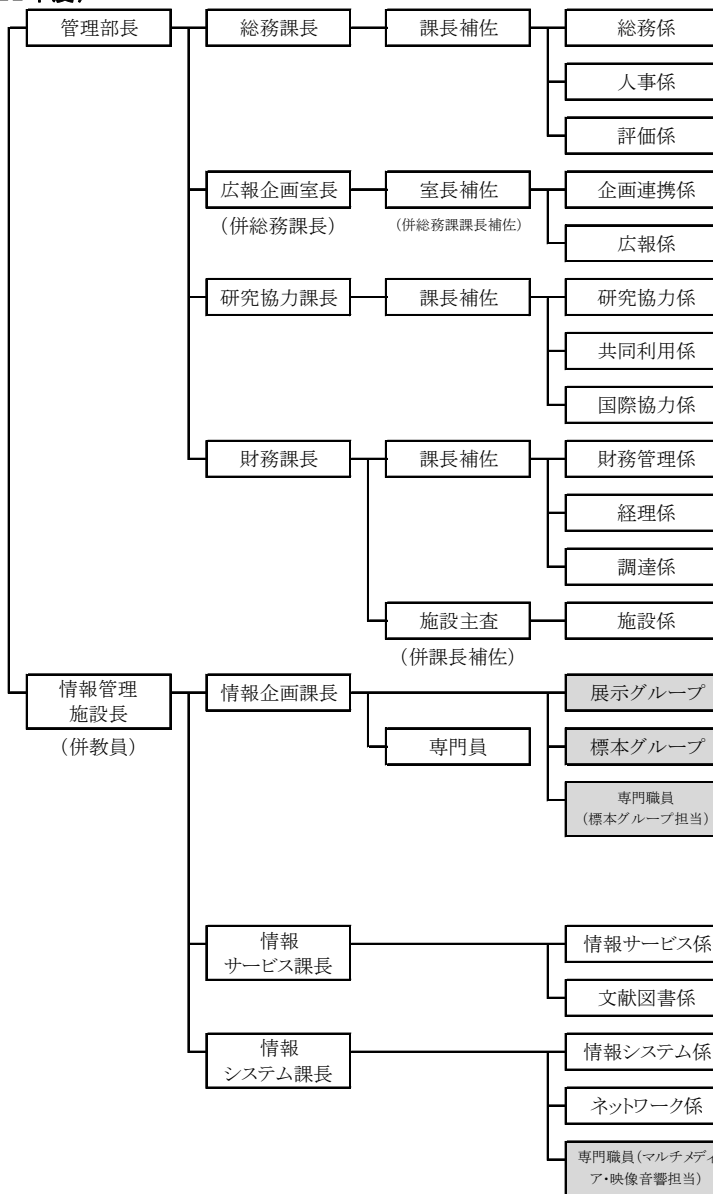 管理部長
総務課長
課長補佐
総務係
人事係
評価係
広報企画室長
(併総務課長)
室長補佐
(併総務課課長補佐)
企画連携係
広報係
研究協力課長
課長補佐
研究協力係
共同利用係
国際協力係
財務課長
課長補佐
財務管理係
経理係
調達係
施設主査
(併課長補佐)
施設係
情報管理
施設長
(併教員)
情報企画課長
専門員
展示グループ
標本グループ
専門職員
(標本グループ担当)
情報
サービス課長
情報サービス係
文献図書係
情報
システム課長
情報システム係
ネットワーク係
専門職員(マルチメディ
ア・映像音響担当)